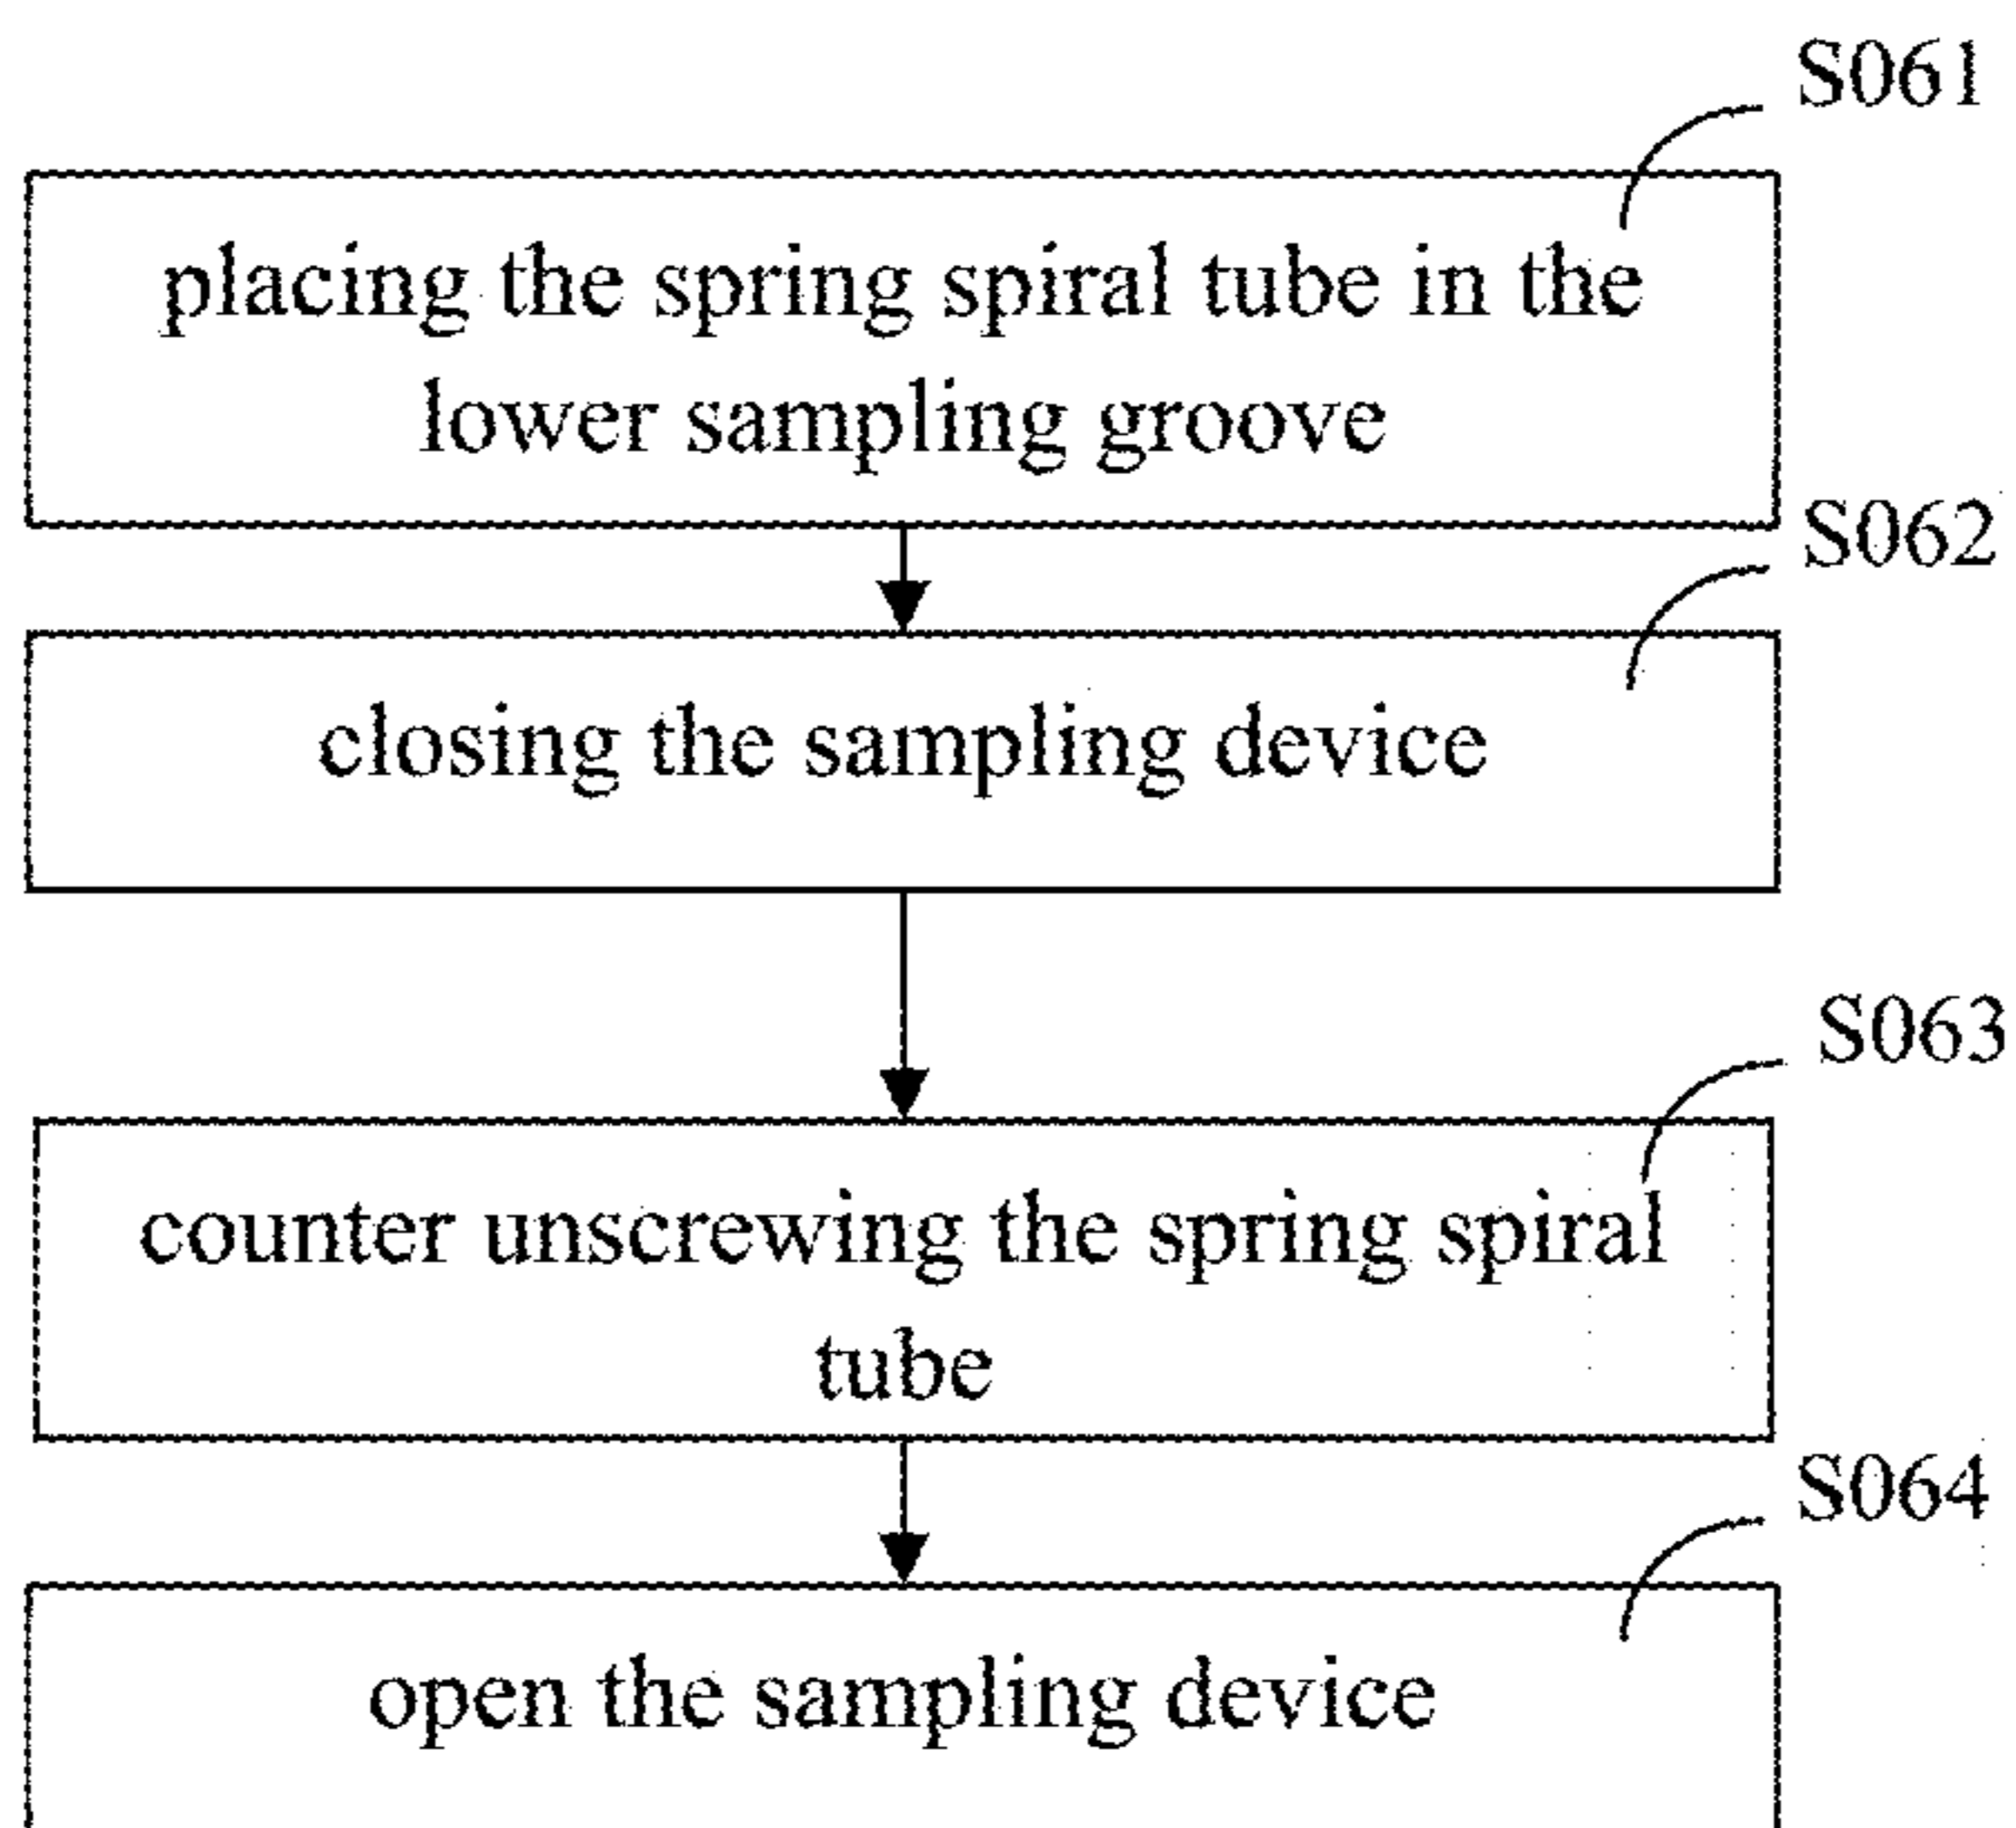 S061
placing the spring spiral tube in the
lower sampling groove
S062
closing the sampling device
S063
counter unscrewing the spring spiral
tube
S064
open the sampling device